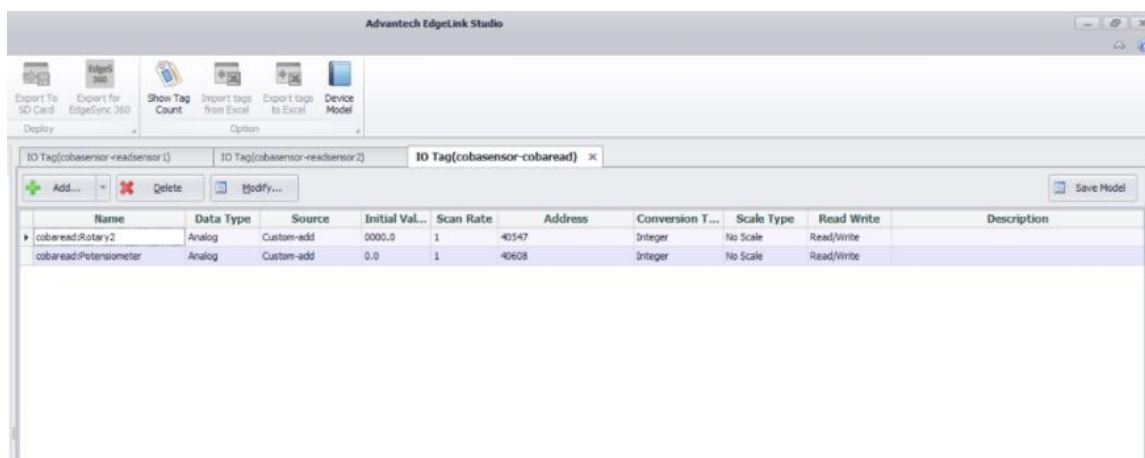 Advantech EdgeLink Studio
EdgeS
360
Export To
SD Card
Export for
EdgeSync 360
Show Tag
Count
Import tags
from Excel
Export tags
to Excel
Device
Model
Deploy
Option
IO Tag(cobasensor-readsensor1) IO Tag(cobasensor-readsensor2) IO Tag(cobasensor-cobaread)
Add... Delete Modify... Save Model
Name Data Type Source Initial Val... Scan Rate Address Conversion T... Scale Type Read Write Description
cobaread:Rotary2 Analog Custom-add 0000.0 1 40547 Integer No Scale Read/Write
cobaread:Potensiometer Analog Custom-add 0.0 1 40608 Integer No Scale Read/Write